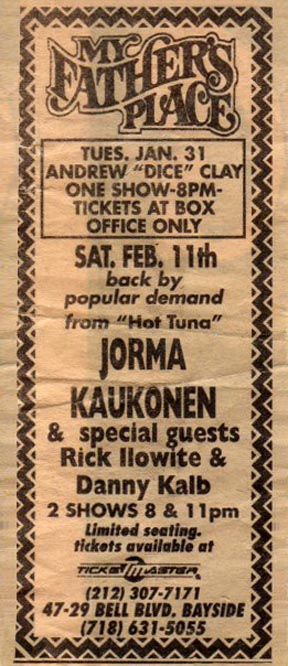 MY
FATHER'S
PLACE
TUES. JAN. 31
ANDREW "DICE" CLAY
ONE SHOW-8PM-
TICKETS AT BOX
OFFICE ONLY
SAT. FEB. 11th
back by
popular demand
from "Hot Tuna"
JORMA
KAUKONEN
& special guests
Rick Ilowite &
Danny Kalb
2 SHOWS 8 & 11pm
Limited seating.
tickets available at
TICKETMASTER
(212) 307-7171
47-29 BELL BLVD. BAYSIDE
(718) 631-5055